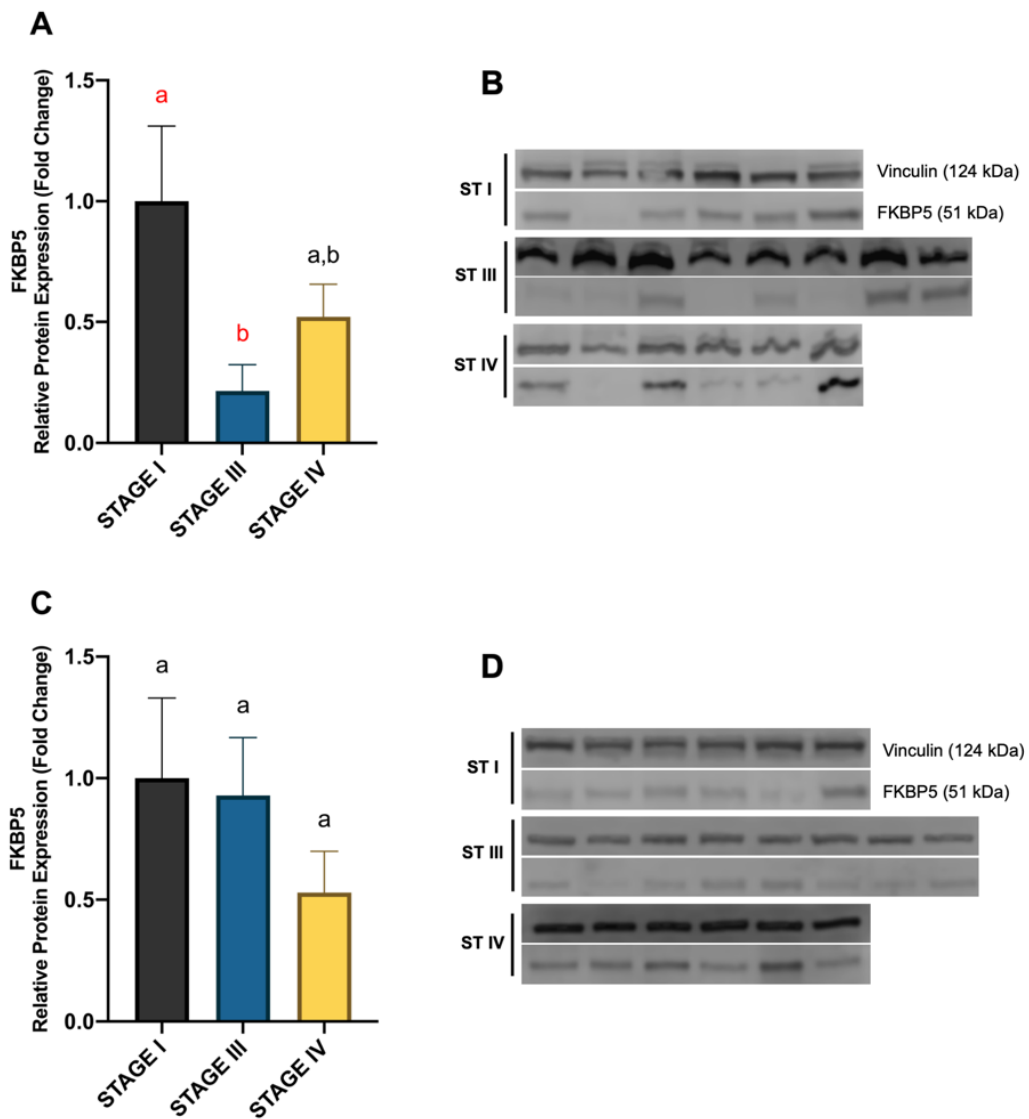 A
FKBP5
Relative Protein Expression (Fold Change)
1.5
1.0
0.5
0.0
a
b
a,b
STAGE I
STAGE III
STAGE IV
B
ST I
Vinculin (124 kDa)
FKBP5 (51 kDa)
ST III
ST IV
C
FKBP5
Relative Protein Expression (Fold Change)
1.5
1.0
0.5
0.0
a
a
a
STAGE I
STAGE III
STAGE IV
D
ST I
Vinculin (124 kDa)
FKBP5 (51 kDa)
ST III
ST IV